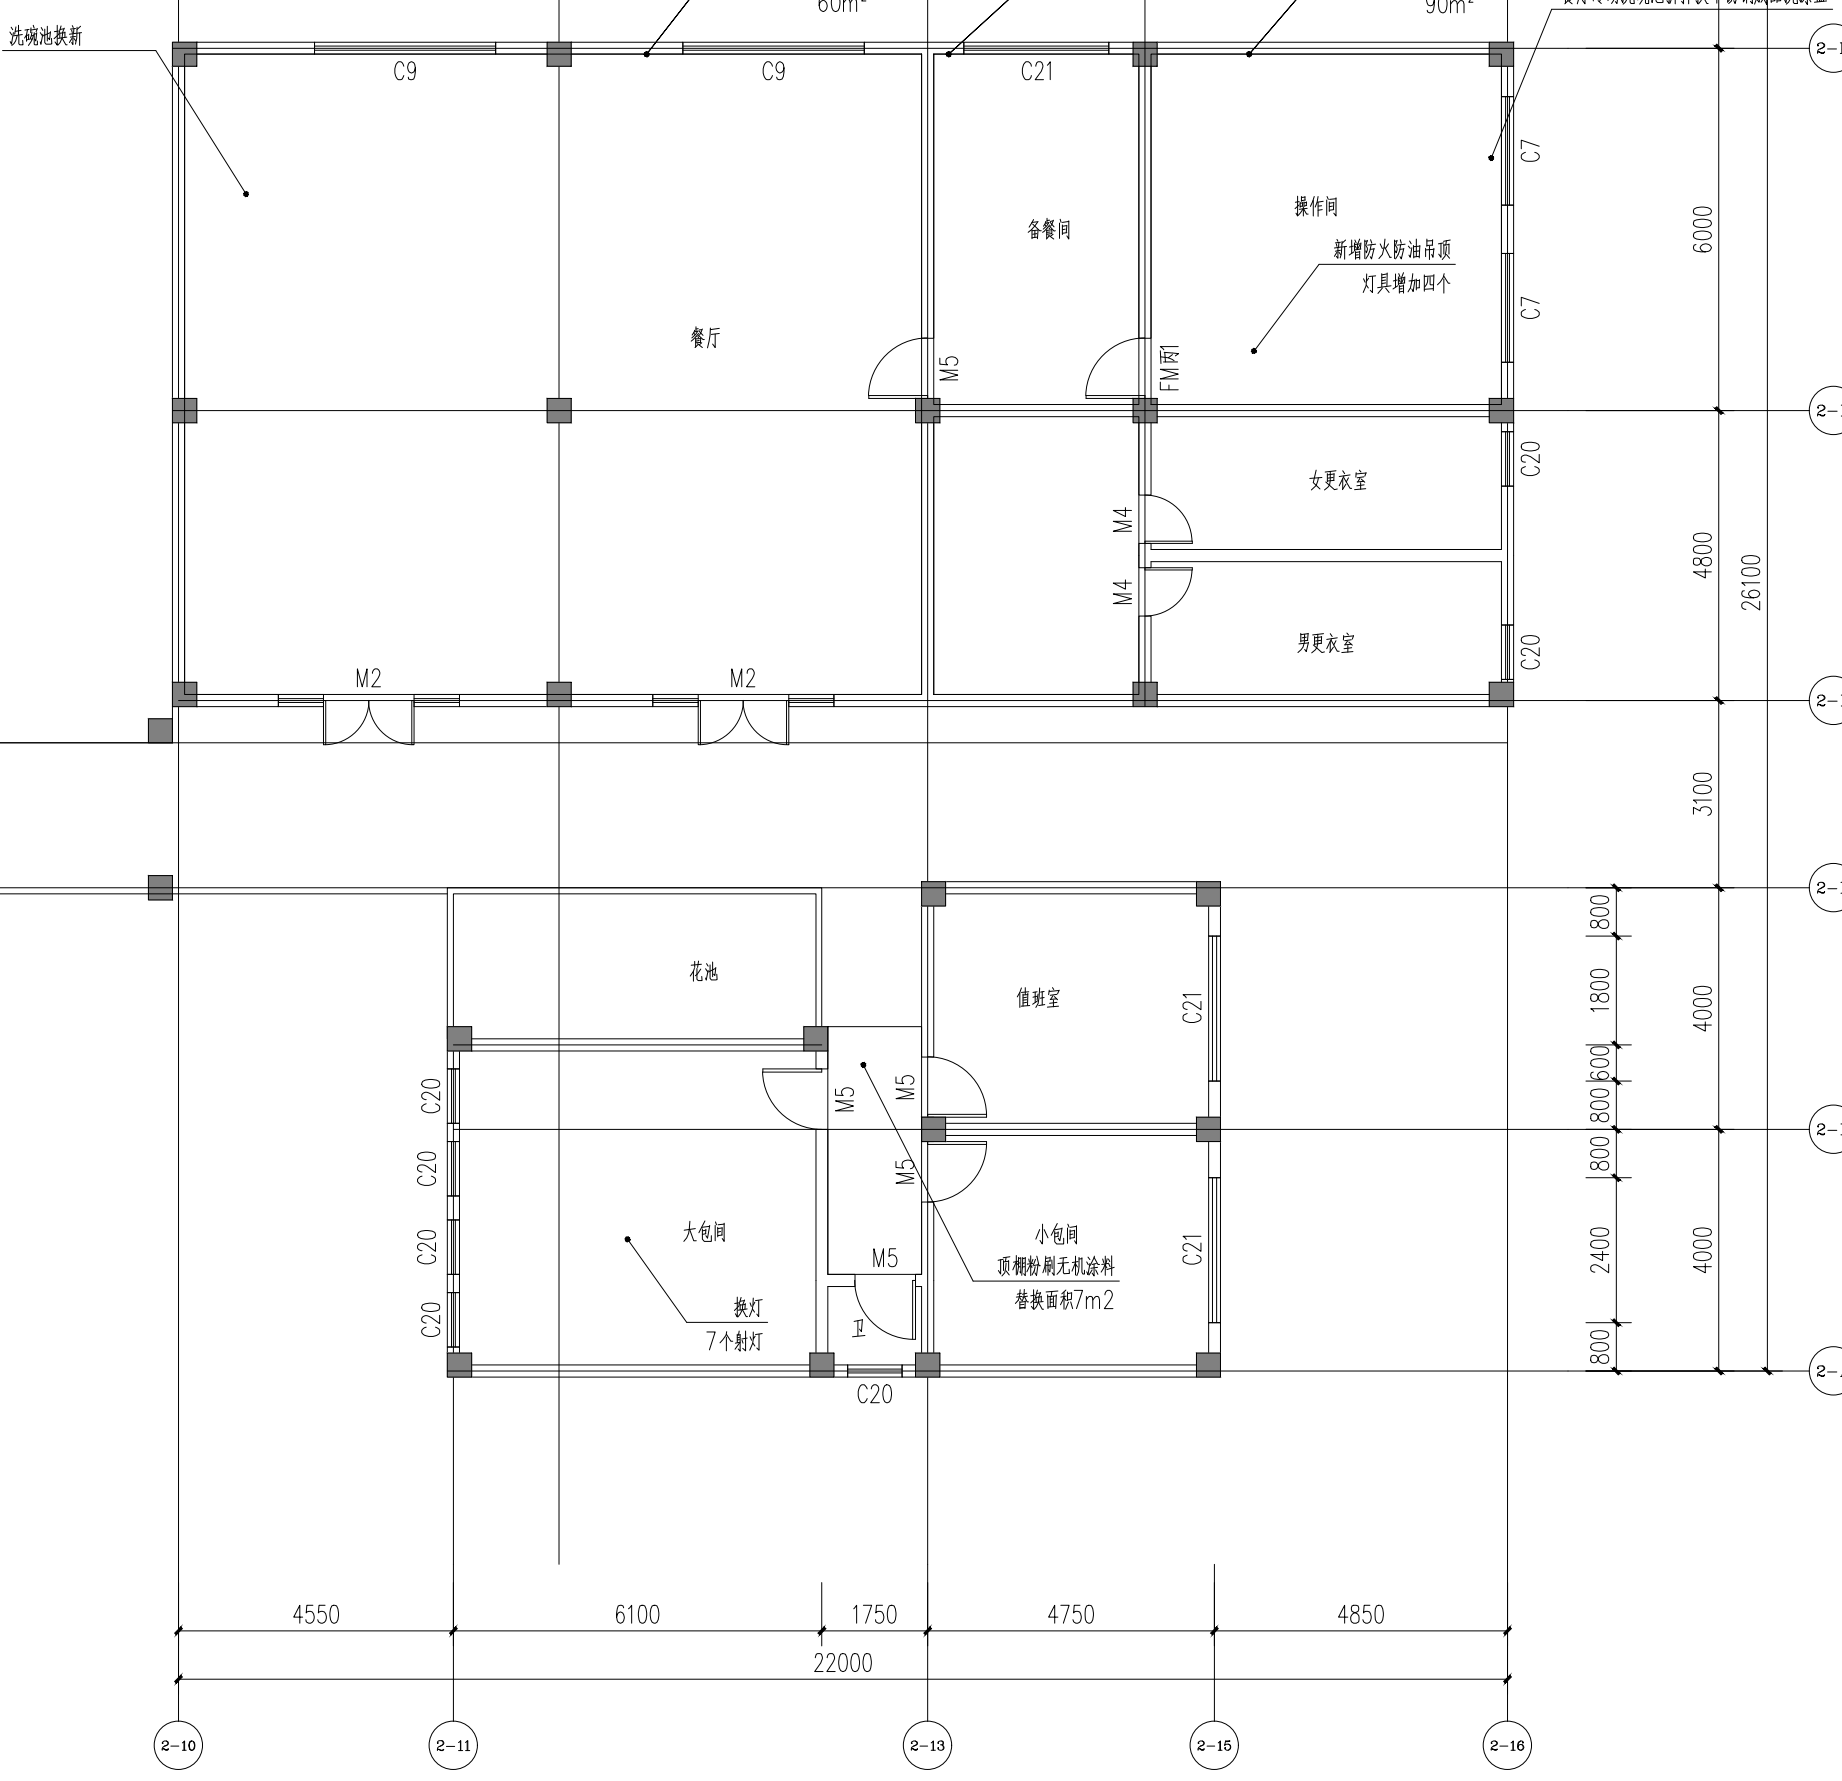 60m²
90m²
洗碗池换新
C9
C9
C21
C7
备餐间
操作间
新增防火防油吊顶
灯具增加四个
6000
C7
餐厅
M5
FM丙1
C20
女更衣室
M4
M4
4800
26100
男更衣室
C20
M2
M2
3100
800
花池
值班室
C21
1800
4000
600
C20
M5
M5
800
C20
M5
800
大包间
小包间
C20
顶棚粉刷无机涂料
M5
C21
2400
4000
替换面积7m2
换灯
7个射灯
C20
卫
800
C20
4550
6100
1750
4750
4850
22000
2-10
2-11
2-13
2-15
2-16